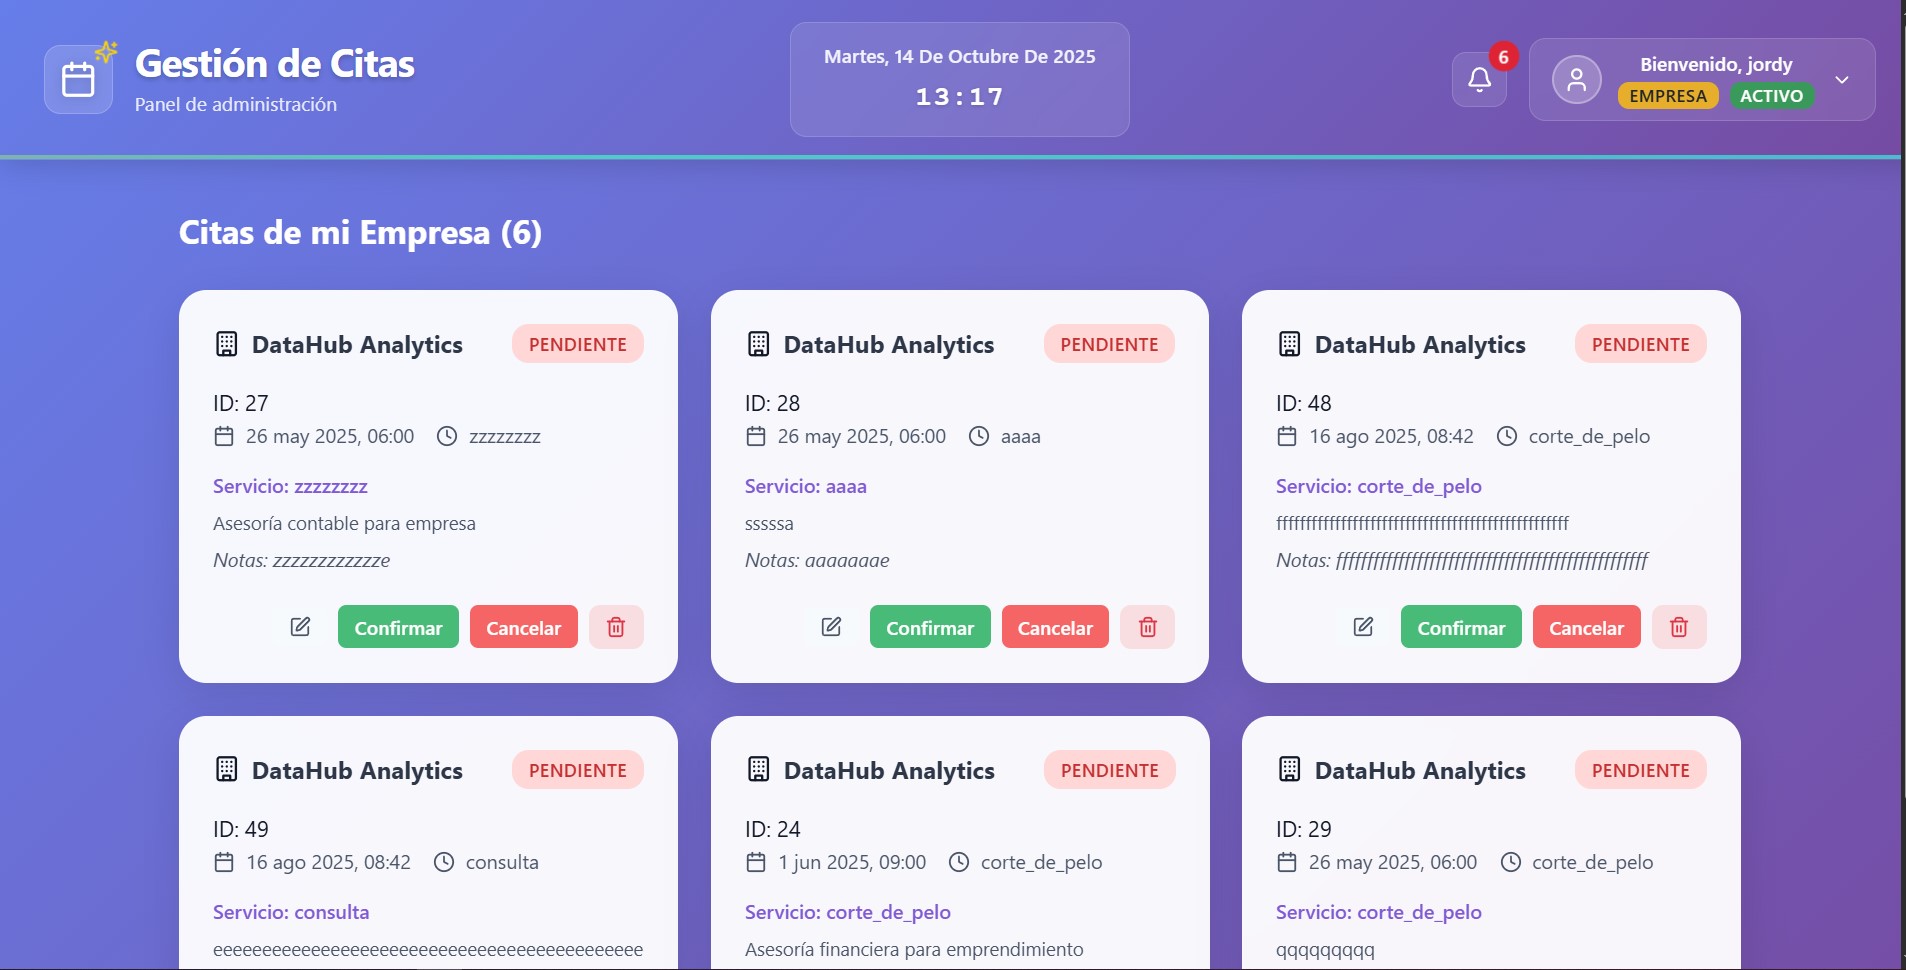 Gestión de Citas
Panel de administración
Martes, 14 De Octubre De 2025
13:17
6
Bienvenido, jordy
EMPRESA ACTIVO
Citas de mi Empresa (6)
DataHub Analytics PENDIENTE
ID: 27
26 may 2025, 06:00 zzzzzzzz
Servicio: zzzzzzzz
Asesoría contable para empresa
Notas: zzzzzzzzzzzze
Confirmar Cancelar
DataHub Analytics PENDIENTE
ID: 28
26 may 2025, 06:00 aaaa
Servicio: aaaa
sssssa
Notas: aaaaaaae
Confirmar Cancelar
DataHub Analytics PENDIENTE
ID: 48
16 ago 2025, 08:42 corte_de_pelo
Servicio: corte_de_pelo
Notas:
Confirmar Cancelar
DataHub Analytics PENDIENTE
ID: 49
16 ago 2025, 08:42 consulta
Servicio: consulta
DataHub Analytics PENDIENTE
ID: 24
1 jun 2025, 09:00 corte_de_pelo
Servicio: corte_de_pelo
Asesoría financiera para emprendimiento
DataHub Analytics PENDIENTE
ID: 29
26 may 2025, 06:00 corte_de_pelo
Servicio: corte_de_pelo
qqqqqqqqq